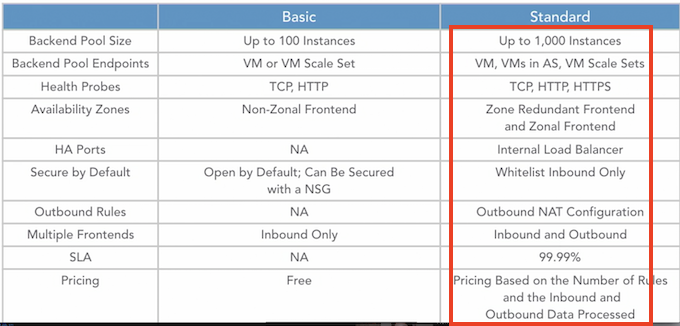 Basic Standard
Backend Pool Size Up to 100 Instances Up to 1,000 Instances
Backend Pool Endpoints VM or VM Scale Set VM, VMs in AS, VM Scale Sets
Health Probes TCP, HTTP TCP, HTTP, HTTPS
Availability Zones Non-Zonal Frontend Zone Redundant Frontend
and Zonal Frontend
HA Ports NA Internal Load Balancer
Secure by Default Open by Default; Can Be Secured Whitelist Inbound Only
with a NSG
Outbound Rules NA Outbound NAT Configuration
Multiple Frontends Inbound Only Inbound and Outbound
SLA NA 99.99%
Pricing Free Pricing Based on the Number of Rules
and the Inbound and
Outbound Data Processed